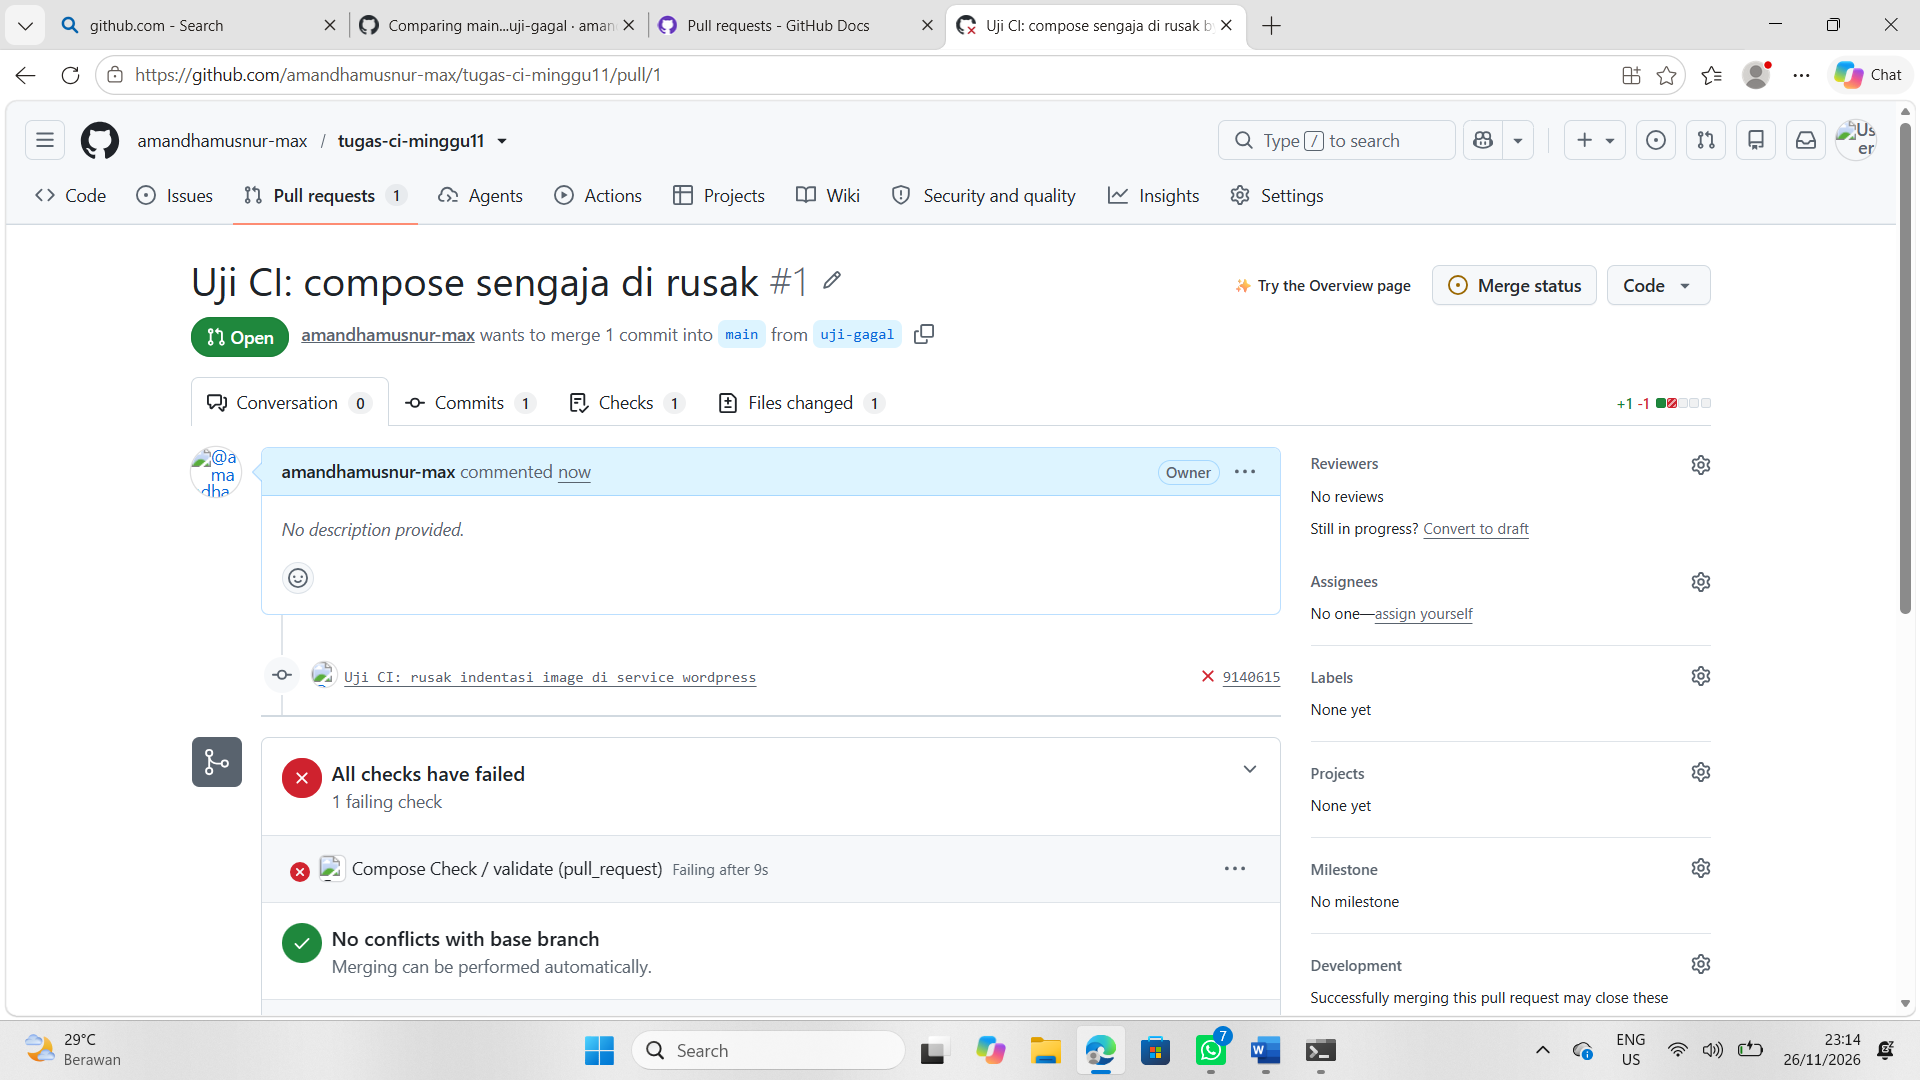 github.com - Search
Comparing main...uji-gagal · aman
Pull requests - GitHub Docs
Uji CI: compose sengaja di rusak by
https://github.com/amandhamusnur-max/tugas-ci-minggu11/pull/1
Chat
amandhamusnur-max / tugas-ci-minggu11
Type / to search
User
Code
Issues
Pull requests 1
Agents
Actions
Projects
Wiki
Security and quality
Insights
Settings
Uji CI: compose sengaja di rusak #1
Try the Overview page
Merge status
Code
Open
amandhamusnur-max wants to merge 1 commit into main from uji-gagal
Conversation 0
Commits 1
Checks 1
Files changed 1
+1 -1
@amadha
amandhamusnur-max commented now
Owner
No description provided.
Uji CI: rusak indentasi image di service wordpress
9140615
All checks have failed
1 failing check
Compose Check / validate (pull_request) Failing after 9s
No conflicts with base branch
Merging can be performed automatically.
Reviewers
No reviews
Still in progress? Convert to draft
Assignees
No one—assign yourself
Labels
None yet
Projects
None yet
Milestone
No milestone
Development
Successfully merging this pull request may close these
29°C
Berawan
Search
7
ENG
US
23:14
26/11/2026